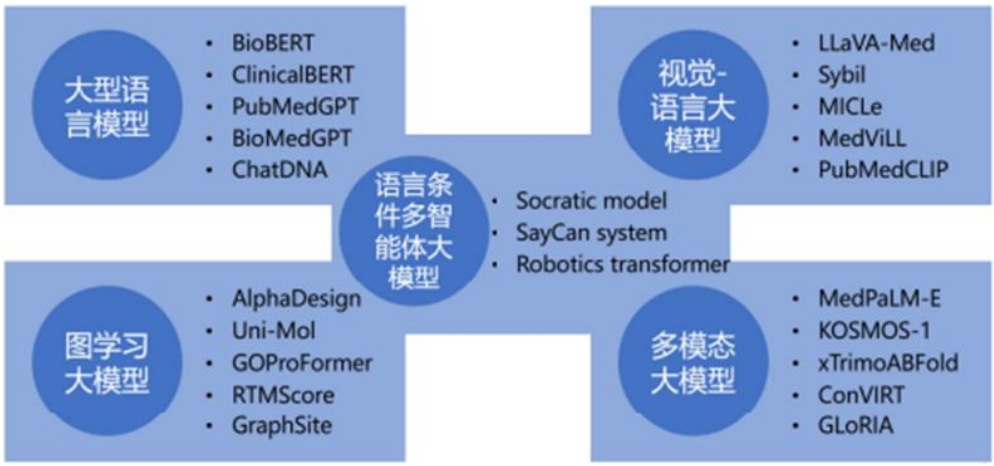 大型语
言模型
• BioBERT
• ClinicalBERT
• PubMedGPT
• BioMedGPT
• ChatDNA
视觉-
语言大
模型
• LLaVA-Med
• Sybil
• MICLe
• MedViLL
• PubMedCLIP
语言条
件多智
能体大
模型
• Socratic model
• SayCan system
• Robotics transformer
图学习
大模型
• AlphaDesign
• Uni-Mol
• GOProFormer
• RTMScore
• GraphSite
多模态
大模型
• MedPaLM-E
• KOSMOS-1
• xTrimoABFold
• ConVIRT
• GLoRIA